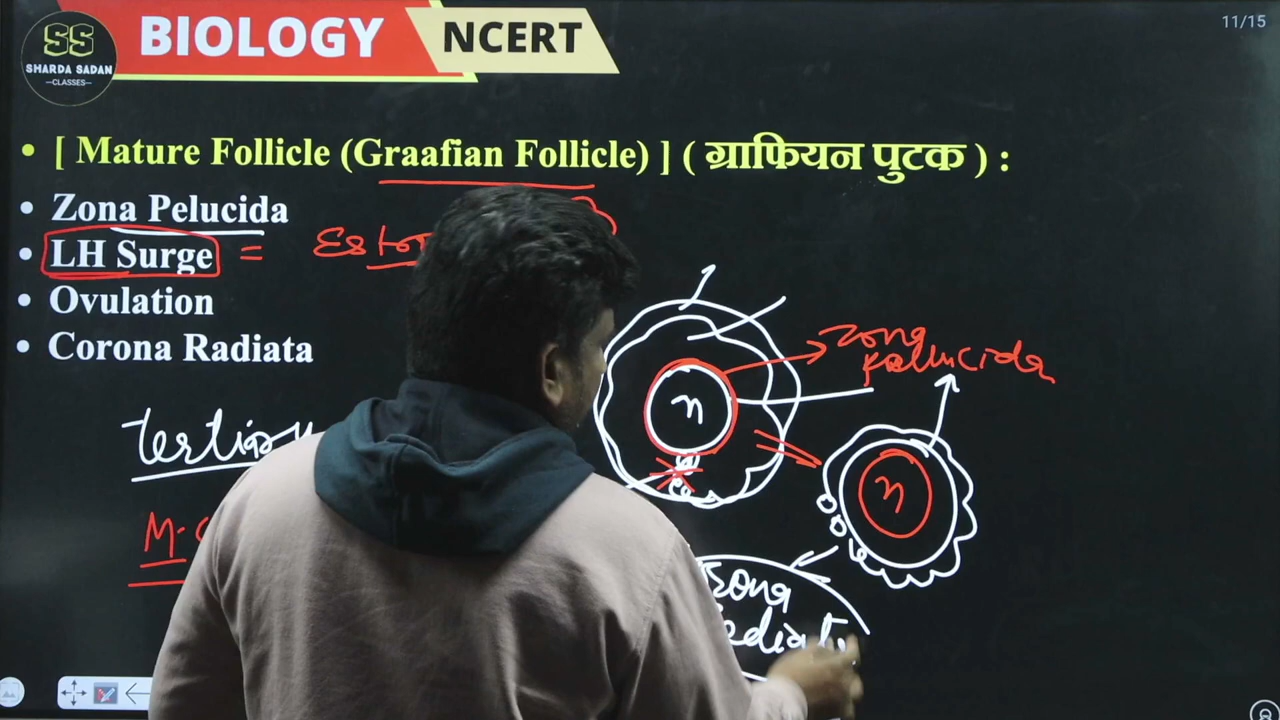 SS
SHARDA SADAN
—CLASSES—
BIOLOGY NCERT
11/15
• [ Mature Follicle (Graafian Follicle) ] ( ग्राफियन पुटक ) :
• Zona Pelucida
• LH Surge =
• Ovulation
• Corona Radiata
zona
Pellucida
n
n